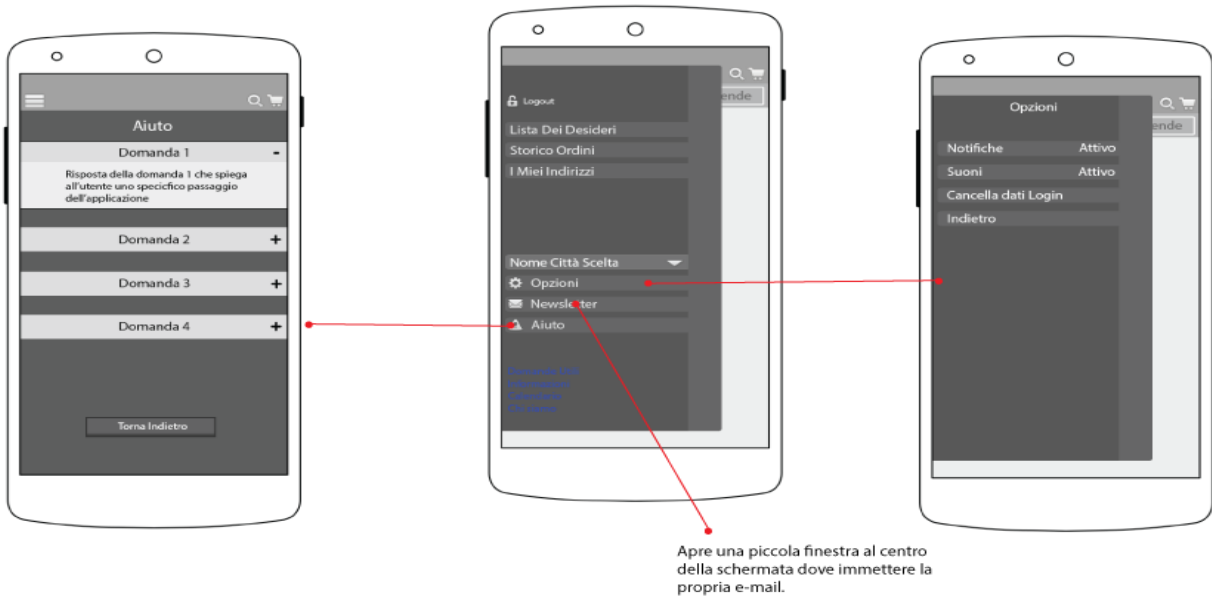 Aiuto
Domanda 1 -
Risposta della domanda 1 che spiega
all'utente uno specicfico passaggio
dell'applicazione
Domanda 2 +
Domanda 3 +
Domanda 4 +
Torna Indietro
ende
Logout
Lista Dei Desideri
Storico Ordini
I Miei Indirizzi
Nome Città Scelta
Opzioni
Newsletter
Aiuto
Apre una piccola finestra al centro
della schermata dove immettere la
propria e-mail.
Opzioni
ende
Notifiche Attivo
Suoni Attivo
Cancella dati Login
Indietro